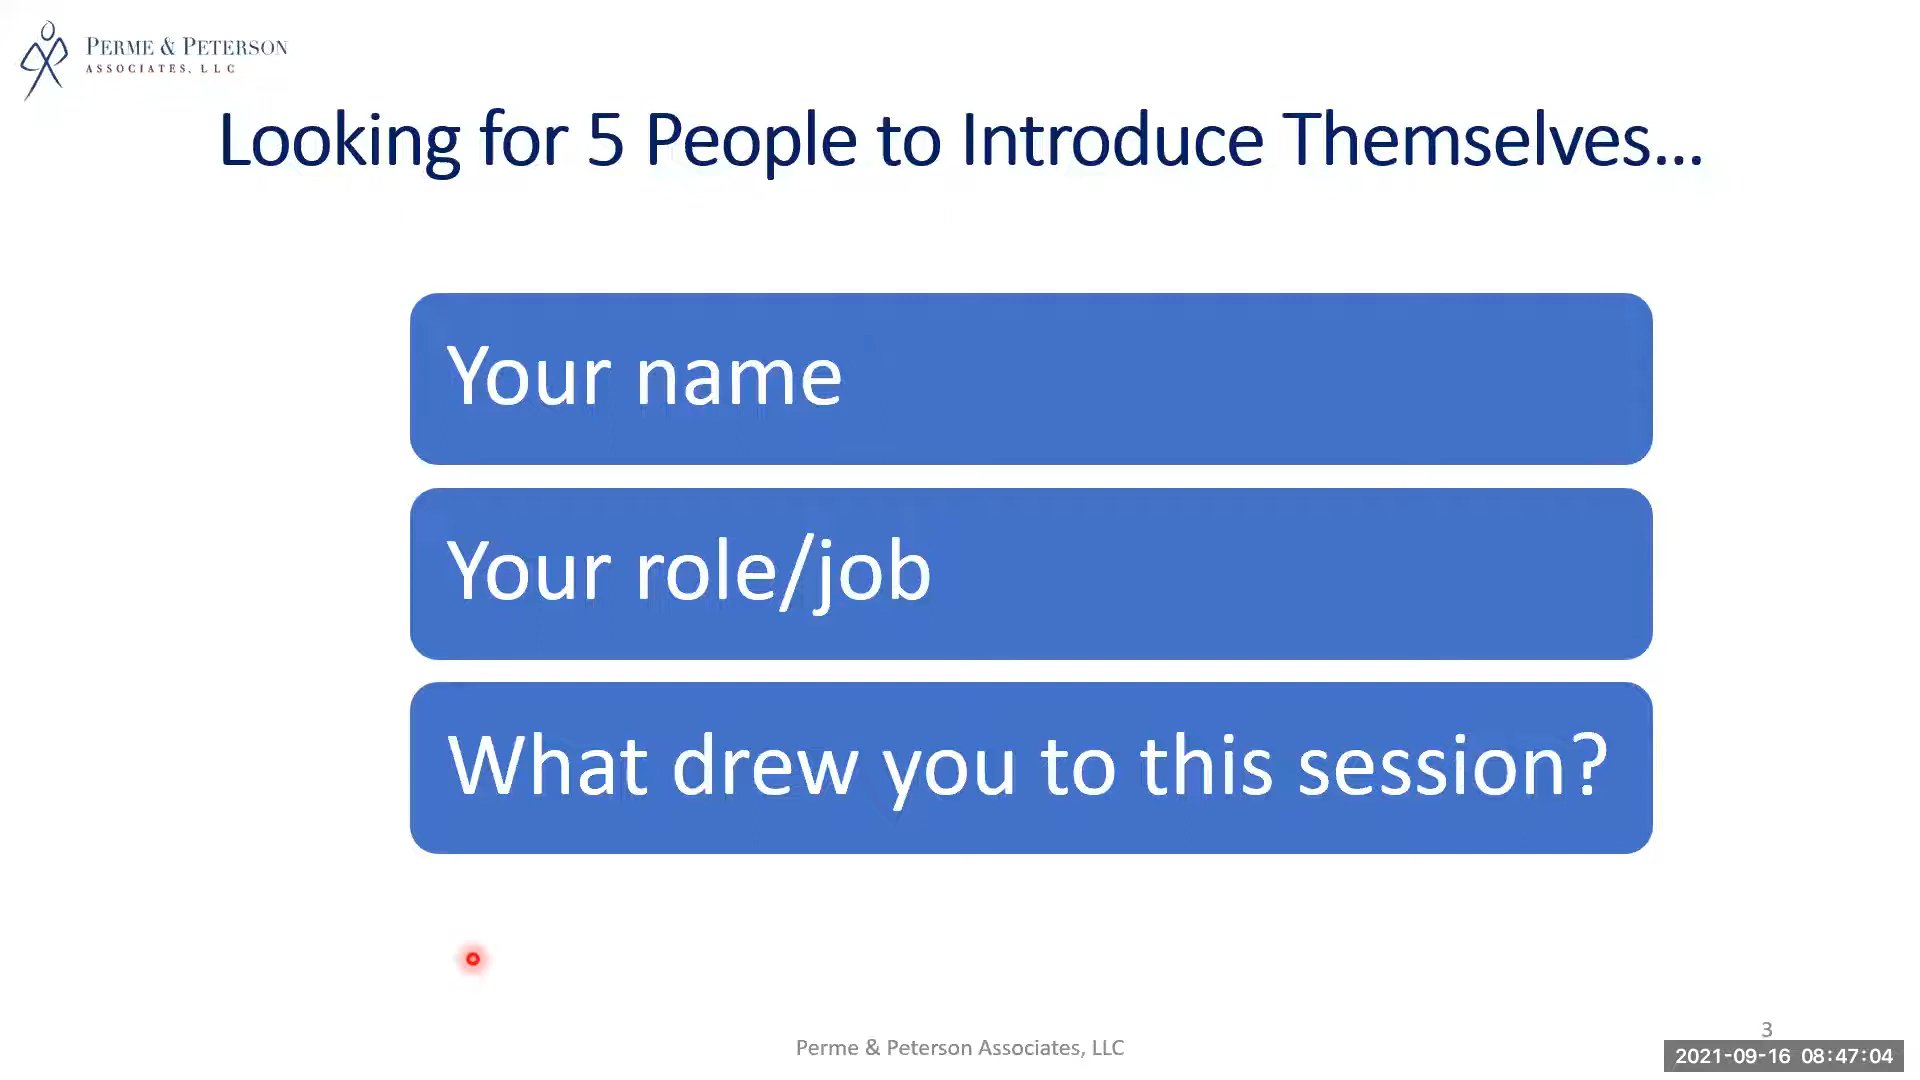 PERME & PETERSON
ASSOCIATES, LLC
Looking for 5 People to Introduce Themselves...
Your name
Your role/job
What drew you to this session?
Perme & Peterson Associates, LLC
3
2021-09-16 08:47:04